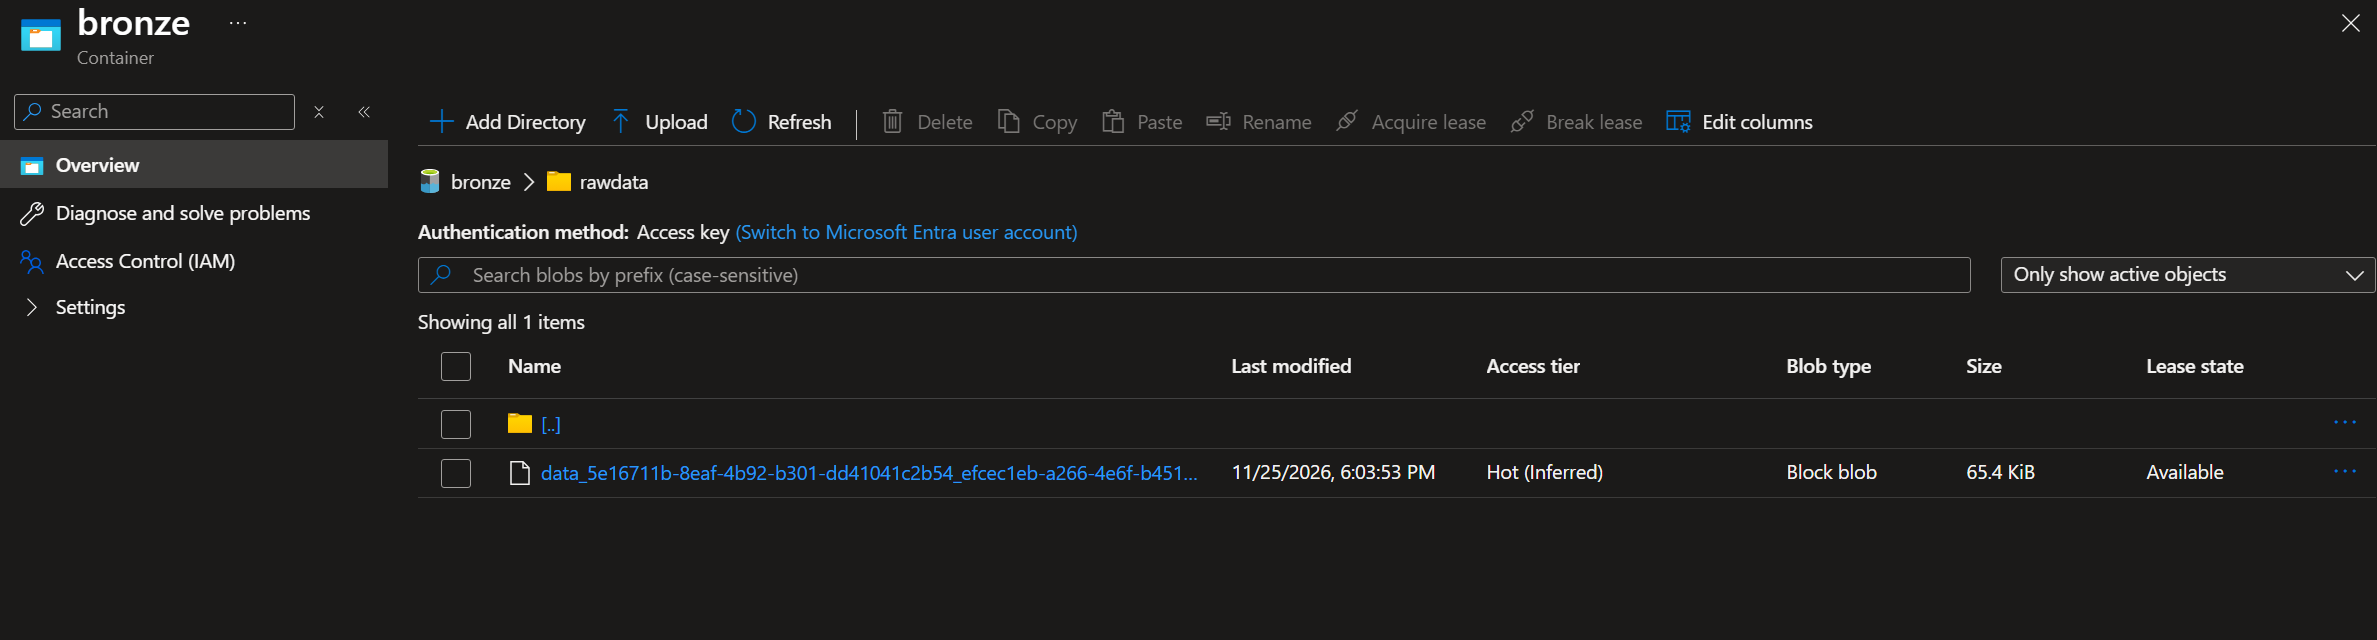 bronze ...
Container
Search
Overview
Diagnose and solve problems
Access Control (IAM)
Settings
Add Directory Upload Refresh Delete Copy Paste Rename Acquire lease Break lease Edit columns
bronze > rawdata
Authentication method: Access key (Switch to Microsoft Entra user account)
Search blobs by prefix (case-sensitive)
Only show active objects
Showing all 1 items
Name Last modified Access tier Blob type Size Lease state
[..] ...
data_5e16711b-8eaf-4b92-b301-dd41041c2b54_efcec1eb-a266-4e6f-b451... 11/25/2026, 6:03:53 PM Hot (Inferred) Block blob 65.4 KiB Available ...